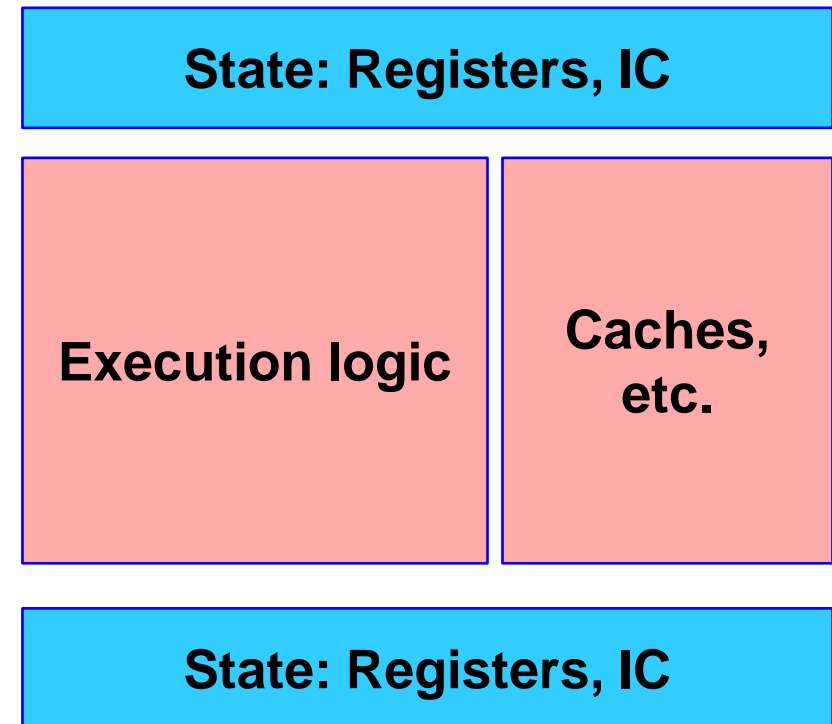 State: Registers, IC
Execution logic
Caches,
etc.
State: Registers, IC